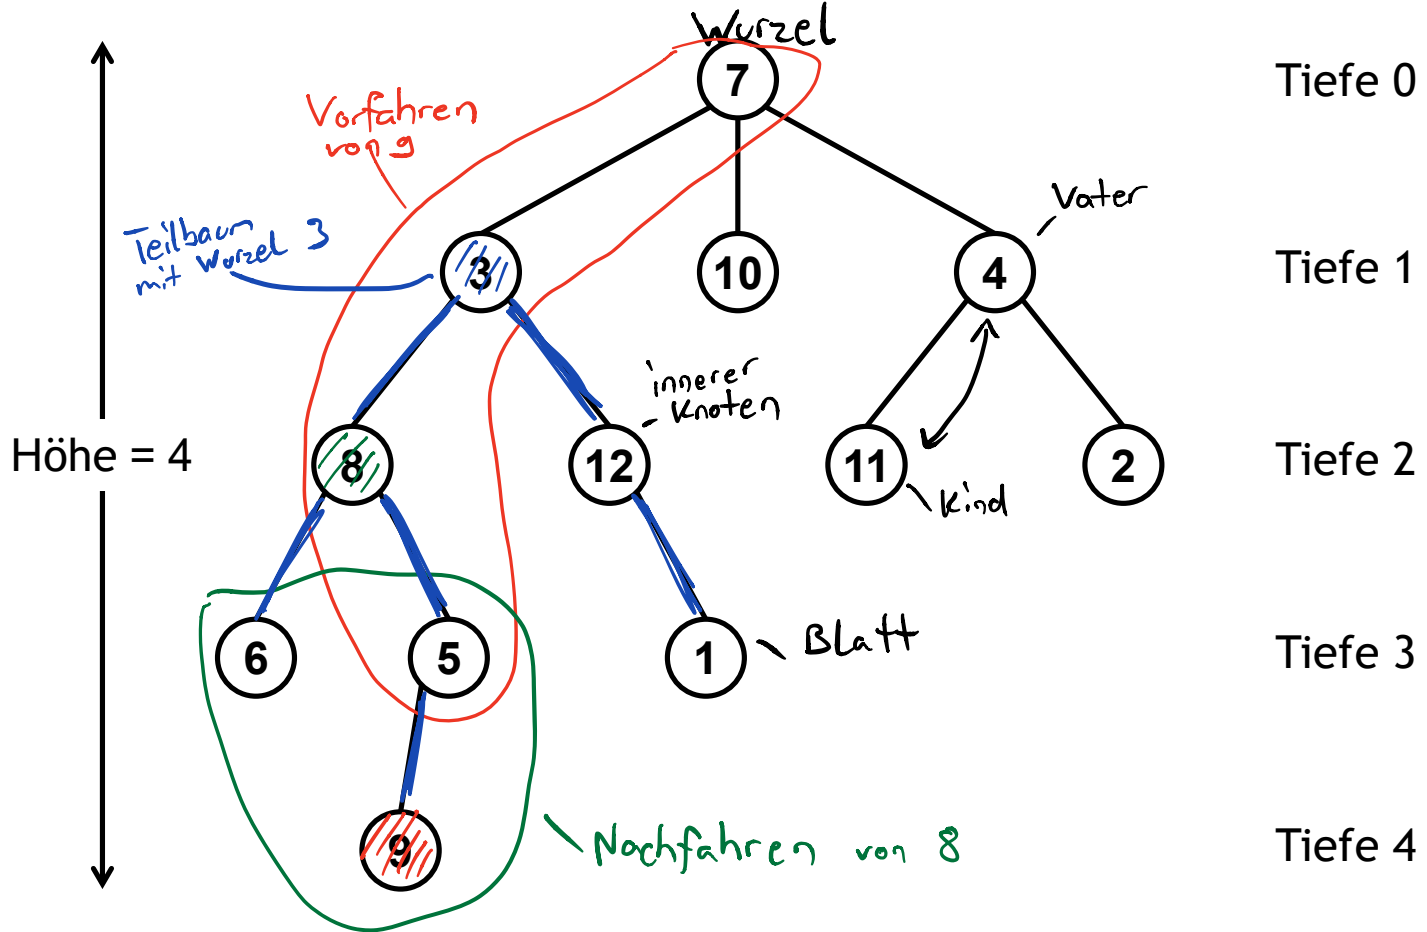 Wurzel
7
Tiefe 0
Vorfahren
von 9
Vater
Teilbaum
mit Wurzel 3
3
10
4
Tiefe 1
innerer
Knoten
Höhe = 4
8
12
11
2
Tiefe 2
Kind
6
5
1
Blatt
Tiefe 3
9
Nachfahren von 8
Tiefe 4